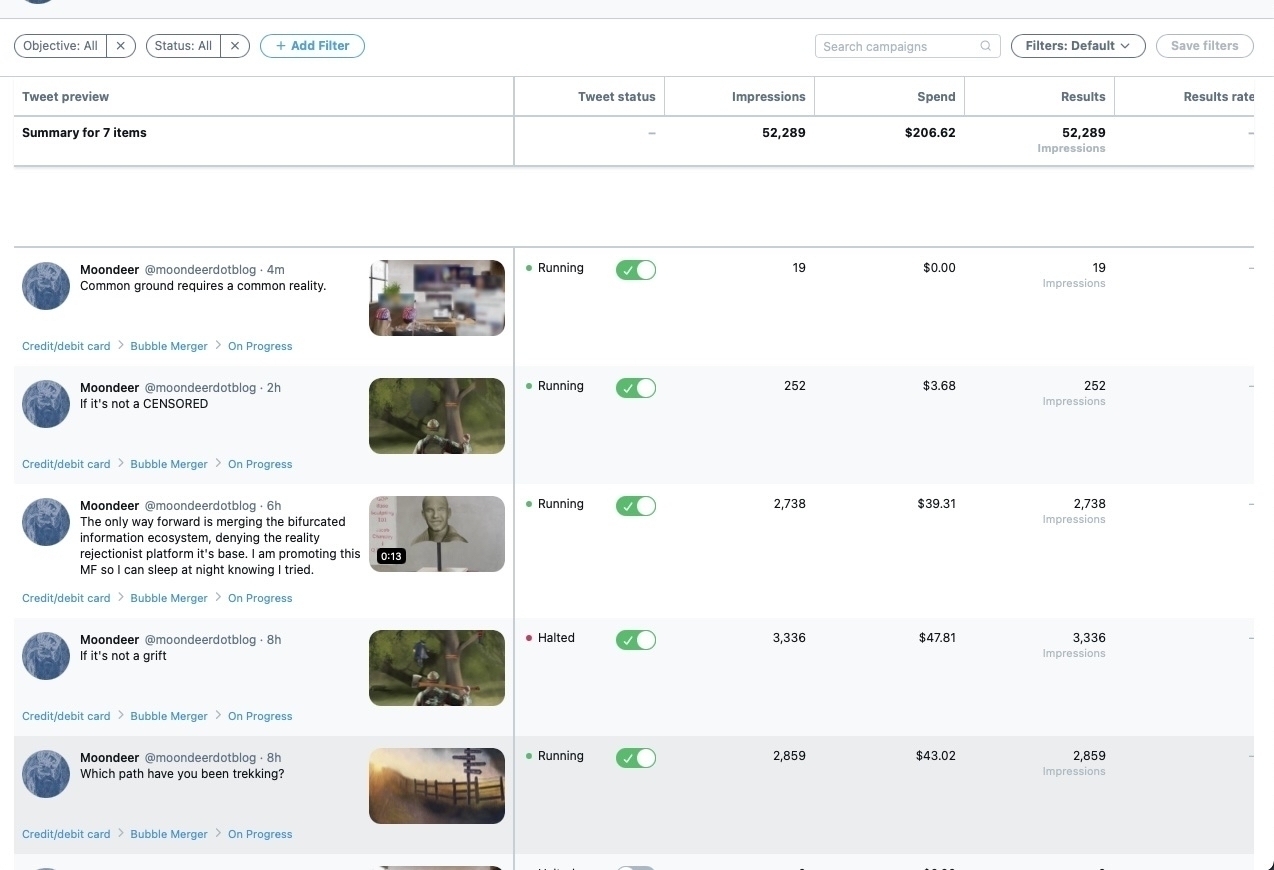 Objective: All ✕ Status: All ✕ + Add Filter Search campaigns Filters: Default Save filters
Tweet preview Tweet status Impressions Spend Results Results rate
Summary for 7 items – 52,289 $206.62 52,289 –
Impressions
Moondeer @moondeerdotblog · 4m Running 19 $0.00 19 –
Common ground requires a common reality. Impressions
Credit/debit card > Bubble Merger > On Progress
Moondeer @moondeerdotblog · 2h Running 252 $3.68 252 –
If it's not a CENSORED Impressions
Credit/debit card > Bubble Merger > On Progress
Moondeer @moondeerdotblog · 6h Running 2,738 $39.31 2,738 –
The only way forward is merging the bifurcated Impressions
information ecosystem, denying the reality
rejectionist platform it's base. I am promoting this
0:13
MF so I can sleep at night knowing I tried.
Credit/debit card > Bubble Merger > On Progress
Moondeer @moondeerdotblog · 8h Halted 3,336 $47.81 3,336 –
If it's not a grift Impressions
Credit/debit card > Bubble Merger > On Progress
Moondeer @moondeerdotblog · 8h Running 2,859 $43.02 2,859 –
Which path have you been trekking? Impressions
Credit/debit card > Bubble Merger > On Progress